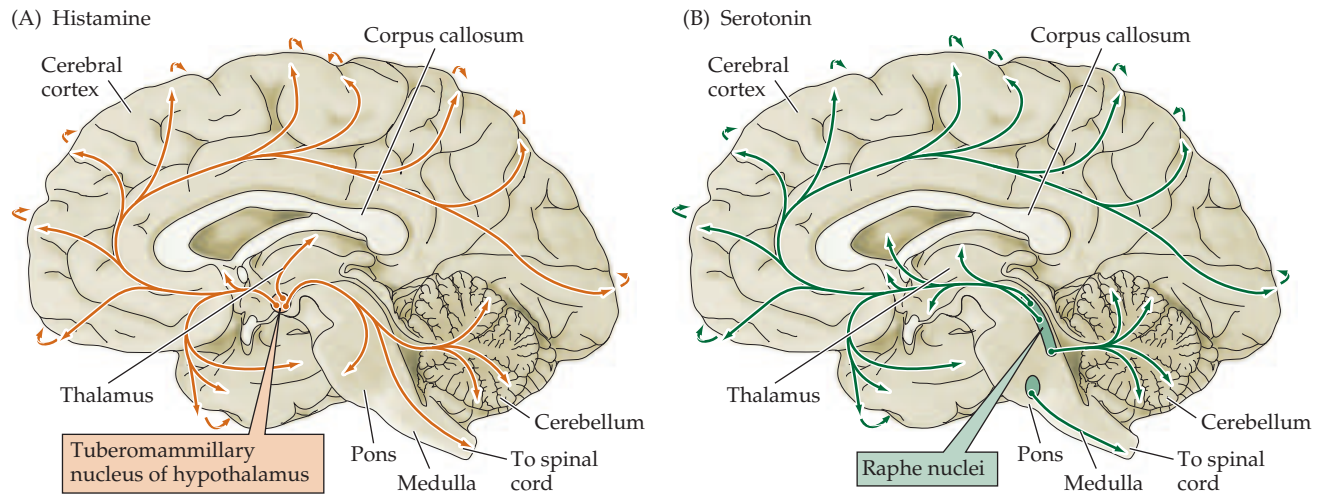 (A) Histamine
Corpus callosum
Cerebral
cortex
Thalamus
Tuberomammillary
nucleus of hypothalamus
Pons
Medulla
Cerebellum
To spinal
cord
(B) Serotonin
Corpus callosum
Cerebral
cortex
Thalamus
Raphe nuclei
Pons
Medulla
Cerebellum
To spinal
cord